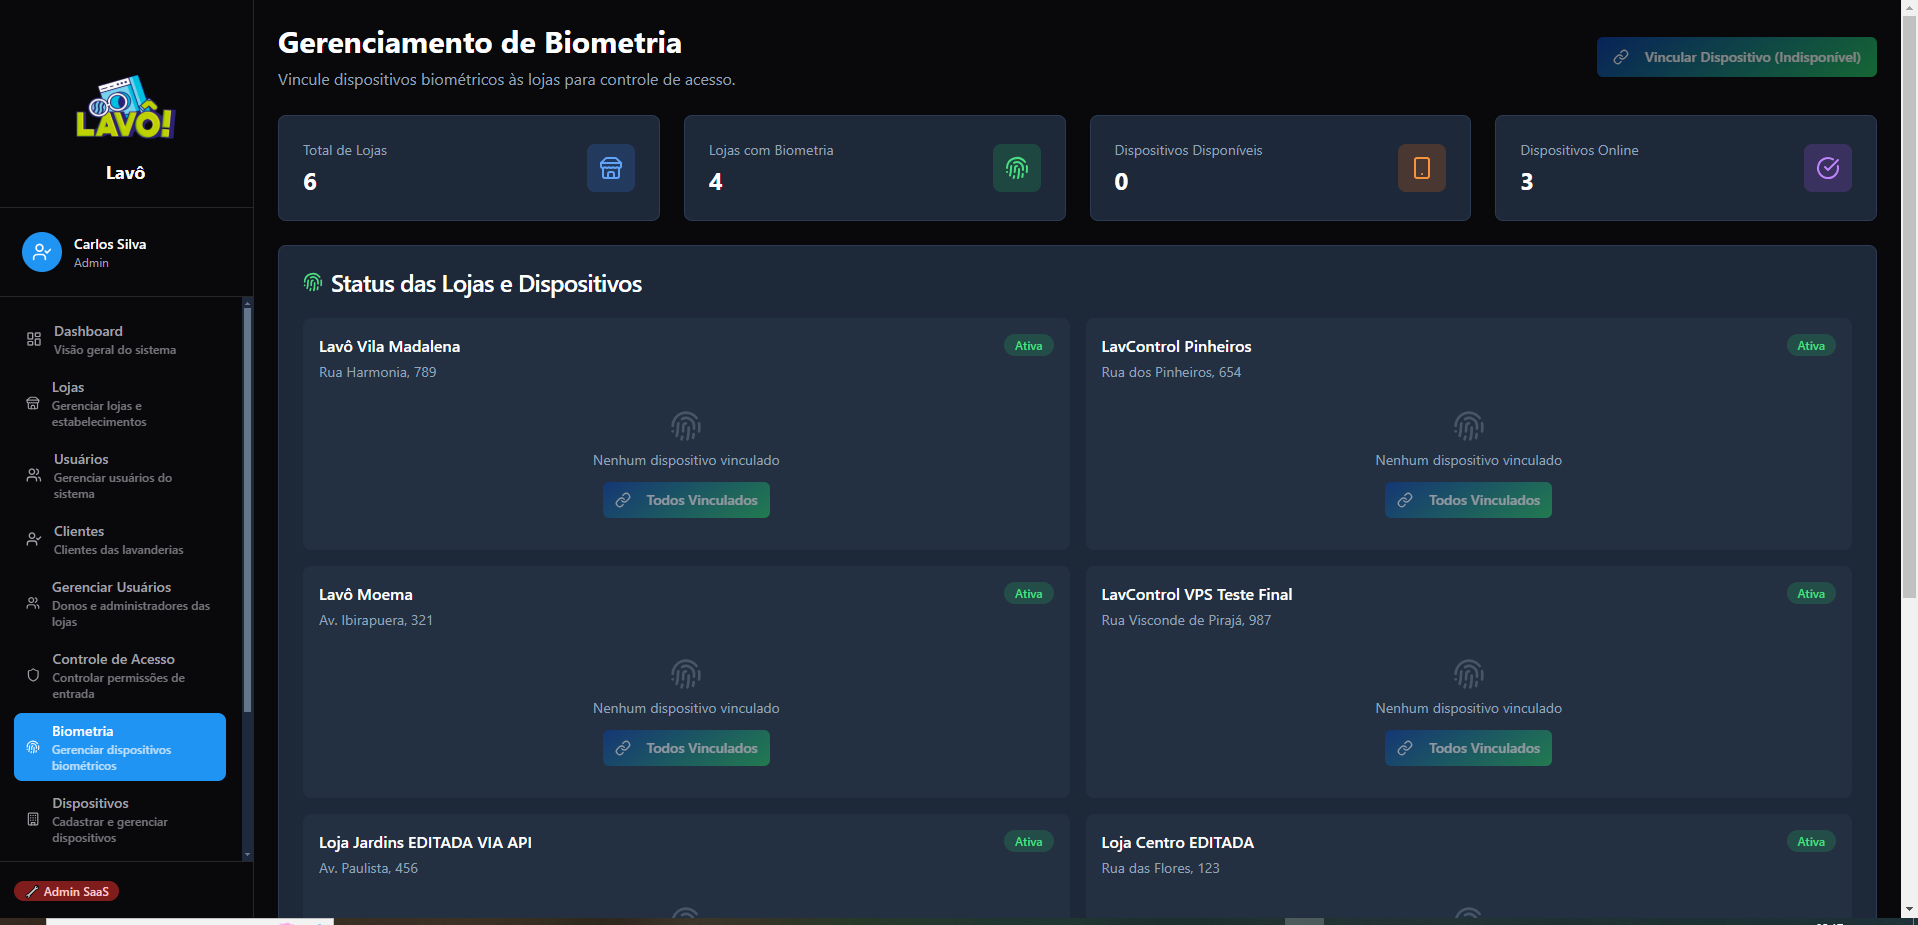 LAVÔ!
Lavô
Carlos Silva
Admin
Dashboard
Visão geral do sistema
Lojas
Gerenciar lojas e
estabelecimentos
Usuários
Gerenciar usuários do
sistema
Clientes
Clientes das lavanderias
Gerenciar Usuários
Donos e administradores das
lojas
Controle de Acesso
Controlar permissões de
entrada
Biometria
Gerenciar dispositivos
biométricos
Dispositivos
Cadastrar e gerenciar
dispositivos
Admin SaaS
Gerenciamento de Biometria
Vincule dispositivos biométricos às lojas para controle de acesso.
Vincular Dispositivo (Indisponível)
Total de Lojas
6
Lojas com Biometria
4
Dispositivos Disponíveis
0
Dispositivos Online
3
Status das Lojas e Dispositivos
Lavô Vila Madalena
Ativa
Rua Harmonia, 789
Nenhum dispositivo vinculado
Todos Vinculados
LavControl Pinheiros
Ativa
Rua dos Pinheiros, 654
Nenhum dispositivo vinculado
Todos Vinculados
Lavô Moema
Ativa
Av. Ibirapuera, 321
Nenhum dispositivo vinculado
Todos Vinculados
LavControl VPS Teste Final
Ativa
Rua Visconde de Pirajá, 987
Nenhum dispositivo vinculado
Todos Vinculados
Loja Jardins EDITADA VIA API
Ativa
Av. Paulista, 456
Loja Centro EDITADA
Ativa
Rua das Flores, 123